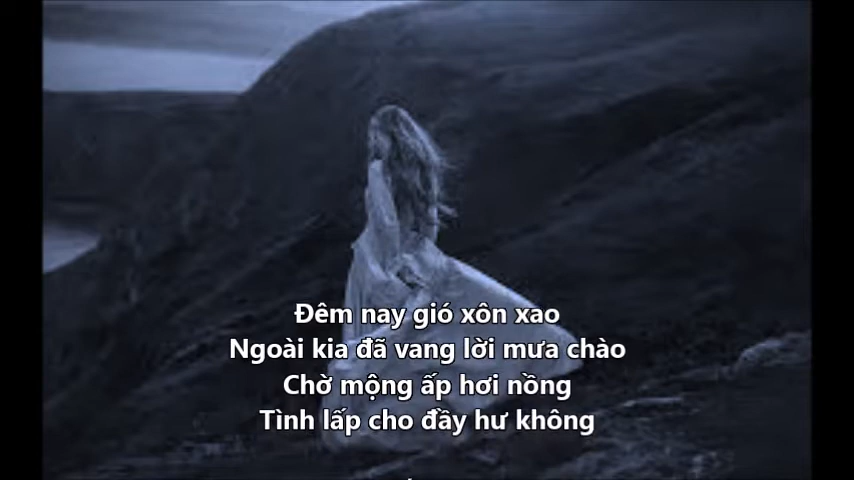 Đêm nay gió xôn xao
Ngoài kia đã vang lời mưa chào
Chờ mộng ấp hơi nồng
Tình lấp cho đầy hư không